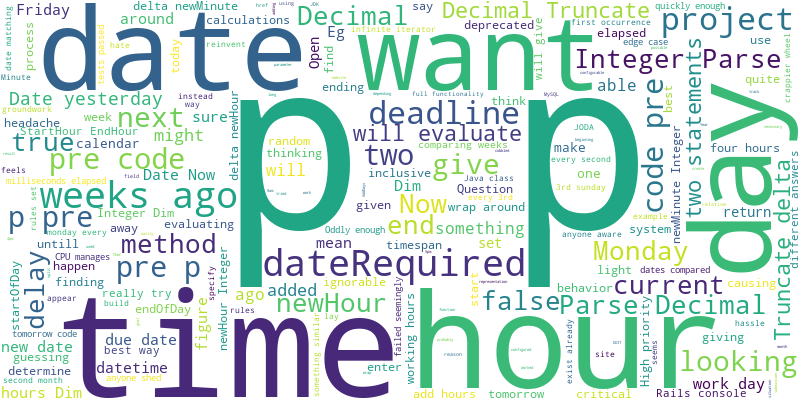 date
want
p p
day
time
hour
Friday
around
process
delta newMinute
calculations
today
hate
JDK
Decimal
Eg
Decimal Truncate
Open
find
deprecated
say
elapsed
first occurrence
quickly enough
edge case
project
use
Integer Parse
able
quite
reinvent
tests passed
infinite iterator
will give
full functionality
Date yesterday
next
groundwork
headache
week
sure
StartHour EndHour
might
true
calendar
deadline
ending
think
will evaluate
comparing weeks
random
thinking
will
inclusive
Java class
Question
two
give
make
JODA
beginning
every second
one
3rd sunday
code pre
two statements
best
four hours
different answers
crappier wheel
pre code
weeks ago
Date Now
milliseconds elapsed
feels
rules set
monday every
Integer Dim
p pre
evaluating
away
untill
CPU manages
method
Now
Dim
given
wrap around
end
something
anyone aware
system
return
newMinute Integer
Truncate delta
mean
timespan
set
Monday
example
dateRequired
delay
finding
happen
ago
ignorable
behavior
light
dates compared
current
start
startOfDay
pre p
really try
build
specify
endOfDay
figure
added
newHour
newHour Integer
delta newHour
false
exist already
Parse Decimal
enter
site
causing
giving
hassle
looking
High priority
determine
due date
best way
appear
tomorrow code
second month
new date
guessing
datetime
anyone shed
hours Dim
something similar
lay
rules
Oddly enough
failed seemingly
working hours
add hours
tomorrow
critical
reason
work day
Rails console
seems